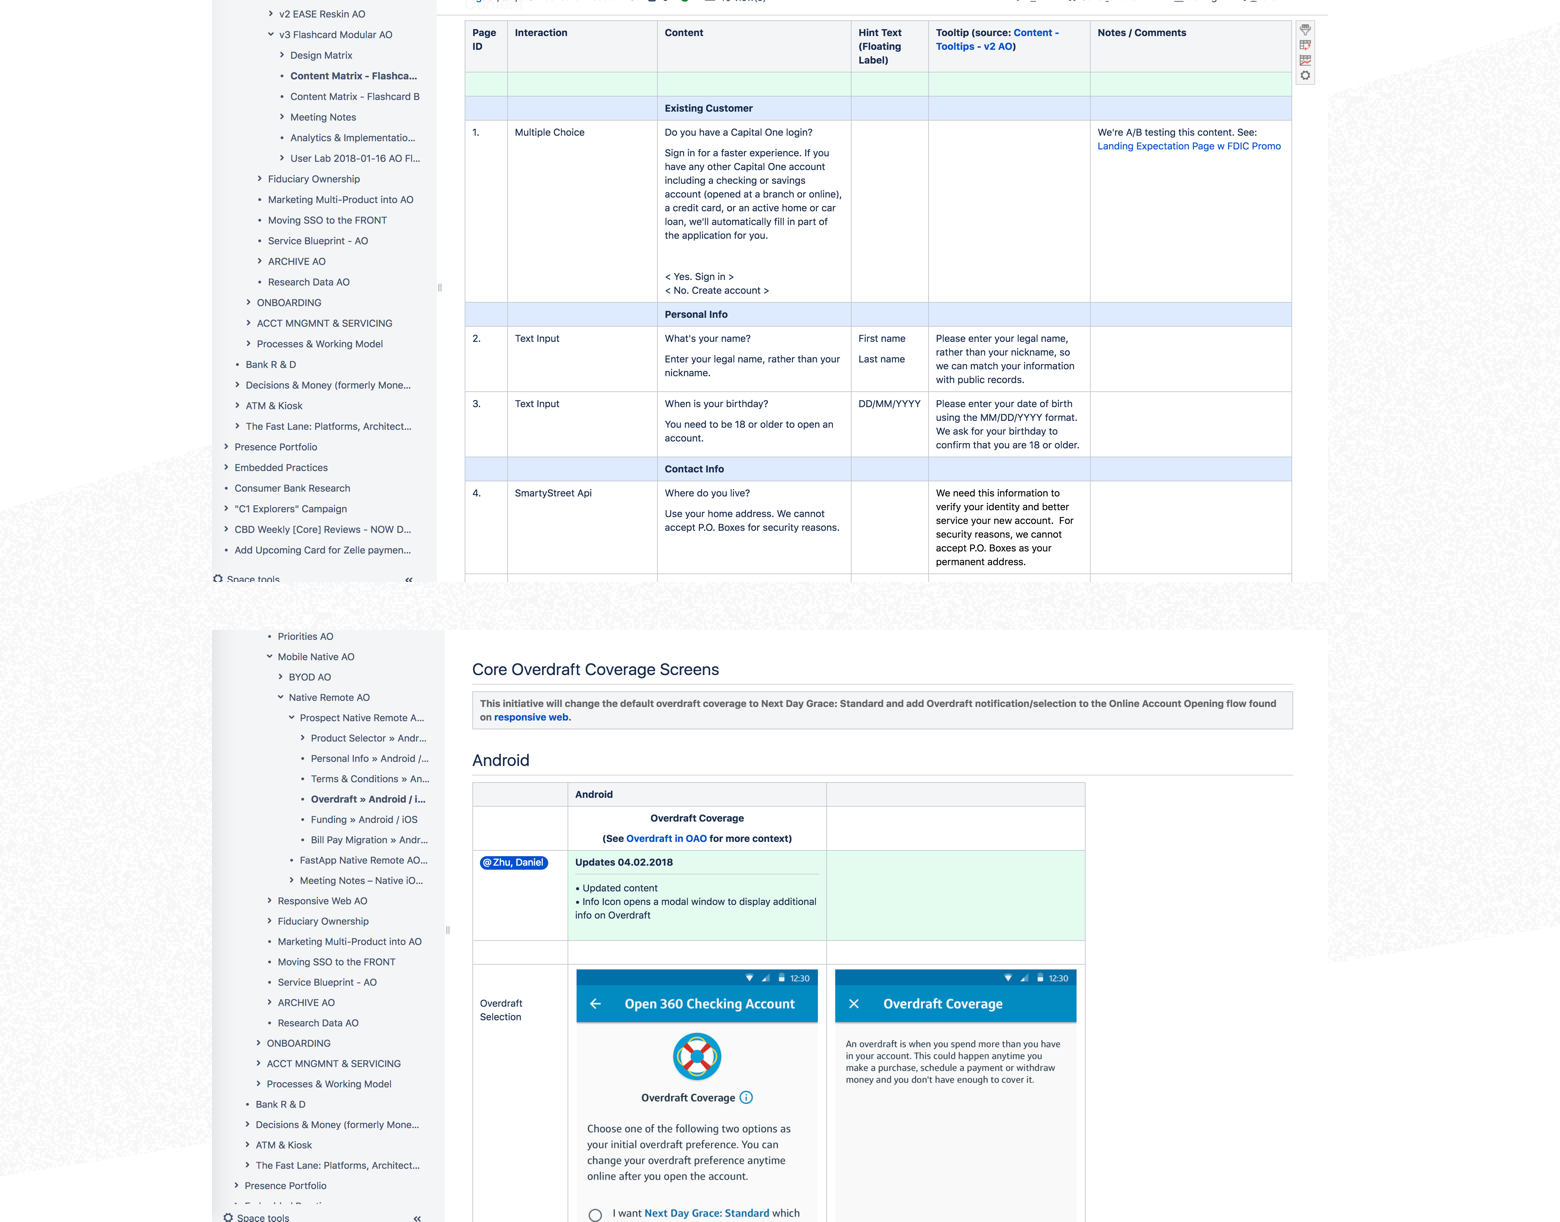 v2 EASE Reskin AO
v3 Flashcard Modular AO
Design Matrix
Content Matrix - Flashca...
Content Matrix - Flashcard B
Meeting Notes
Analytics & Implementatio...
User Lab 2018-01-16 AO Fl...
Fiduciary Ownership
Marketing Multi-Product into AO
Moving SSO to the FRONT
Service Blueprint - AO
ARCHIVE AO
Research Data AO
ONBOARDING
ACCT MNGMNT & SERVICING
Processes & Working Model
Bank R & D
Decisions & Money (formerly Mone...
ATM & Kiosk
The Fast Lane: Platforms, Architect...
Presence Portfolio
Embedded Practices
Consumer Bank Research
"C1 Explorers" Campaign
CBD Weekly [Core] Reviews - NOW D...
Add Upcoming Card for Zelle paymen...
Space tools
Page ID
Interaction
Content
Hint Text (Floating Label)
Tooltip (source: Content - Tooltips - v2 AO)
Notes / Comments
Existing Customer
1.
Multiple Choice
Do you have a Capital One login?
Sign in for a faster experience. If you
have any other Capital One account
including a checking or savings
account (opened at a branch or online),
a credit card, or an active home or car
loan, we'll automatically fill in part of
the application for you.
< Yes. Sign in >
< No. Create account >
We're A/B testing this content. See:
Landing Expectation Page w FDIC Promo
Personal Info
2.
Text Input
What's your name?
Enter your legal name, rather than your
nickname.
First name
Last name
Please enter your legal name,
rather than your nickname, so
we can match your information
with public records.
3.
Text Input
When is your birthday?
You need to be 18 or older to open an
account.
DD/MM/YYYY
Please enter your date of birth
using the MM/DD/YYYY format.
We ask for your birthday to
confirm that you are 18 or older.
Contact Info
4.
SmartyStreet Api
Where do you live?
Use your home address. We cannot
accept P.O. Boxes for security reasons.
We need this information to
verify your identity and better
service your new account. For
security reasons, we cannot
accept P.O. Boxes as your
permanent address.
Priorities AO
Mobile Native AO
BYOD AO
Native Remote AO
Prospect Native Remote A...
Product Selector » Andr...
Personal Info » Android /...
Terms & Conditions » An...
Overdraft » Android / i...
Funding » Android / iOS
Bill Pay Migration » Andr...
FastApp Native Remote AO...
Meeting Notes – Native iO...
Responsive Web AO
Fiduciary Ownership
Marketing Multi-Product into AO
Moving SSO to the FRONT
Service Blueprint - AO
ARCHIVE AO
Research Data AO
ONBOARDING
ACCT MNGMNT & SERVICING
Processes & Working Model
Bank R & D
Decisions & Money (formerly Mone...
ATM & Kiosk
The Fast Lane: Platforms, Architect...
Presence Portfolio
Space tools
Core Overdraft Coverage Screens
This initiative will change the default overdraft coverage to Next Day Grace: Standard and add Overdraft notification/selection to the Online Account Opening flow found
on responsive web.
Android
Android
Overdraft Coverage
(See Overdraft in OAO for more context)
@Zhu, Daniel
Updates 04.02.2018
• Updated content
• Info Icon opens a modal window to display additional
info on Overdraft
Overdraft
Selection
12:30
Open 360 Checking Account
Overdraft Coverage
Choose one of the following two options as
your initial overdraft preference. You can
change your overdraft preference anytime
online after you open the account.
I want Next Day Grace: Standard which
12:30
Overdraft Coverage
An overdraft is when you spend more than you have
in your account. This could happen anytime you
make a purchase, schedule a payment or withdraw
money and you don't have enough to cover it.